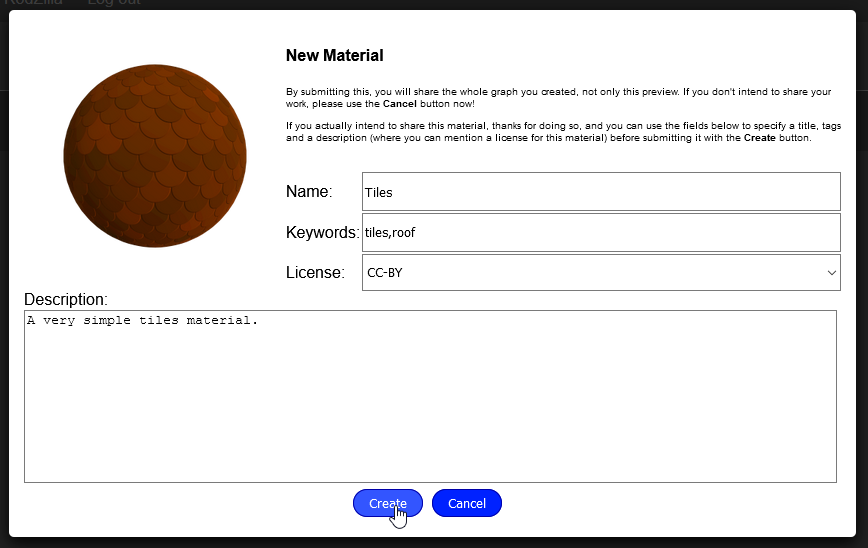 RodZilla Log out
New Material
By submitting this, you will share the whole graph you created, not only this preview. If you don't intend to share your
work, please use the Cancel button now!
If you actually intend to share this material, thanks for doing so, and you can use the fields below to specify a title, tags
and a description (where you can mention a license for this material) before submitting it with the Create button.
Name: Tiles
Keywords: tiles,roof
License: CC-BY
Description:
A very simple tiles material.
Create Cancel